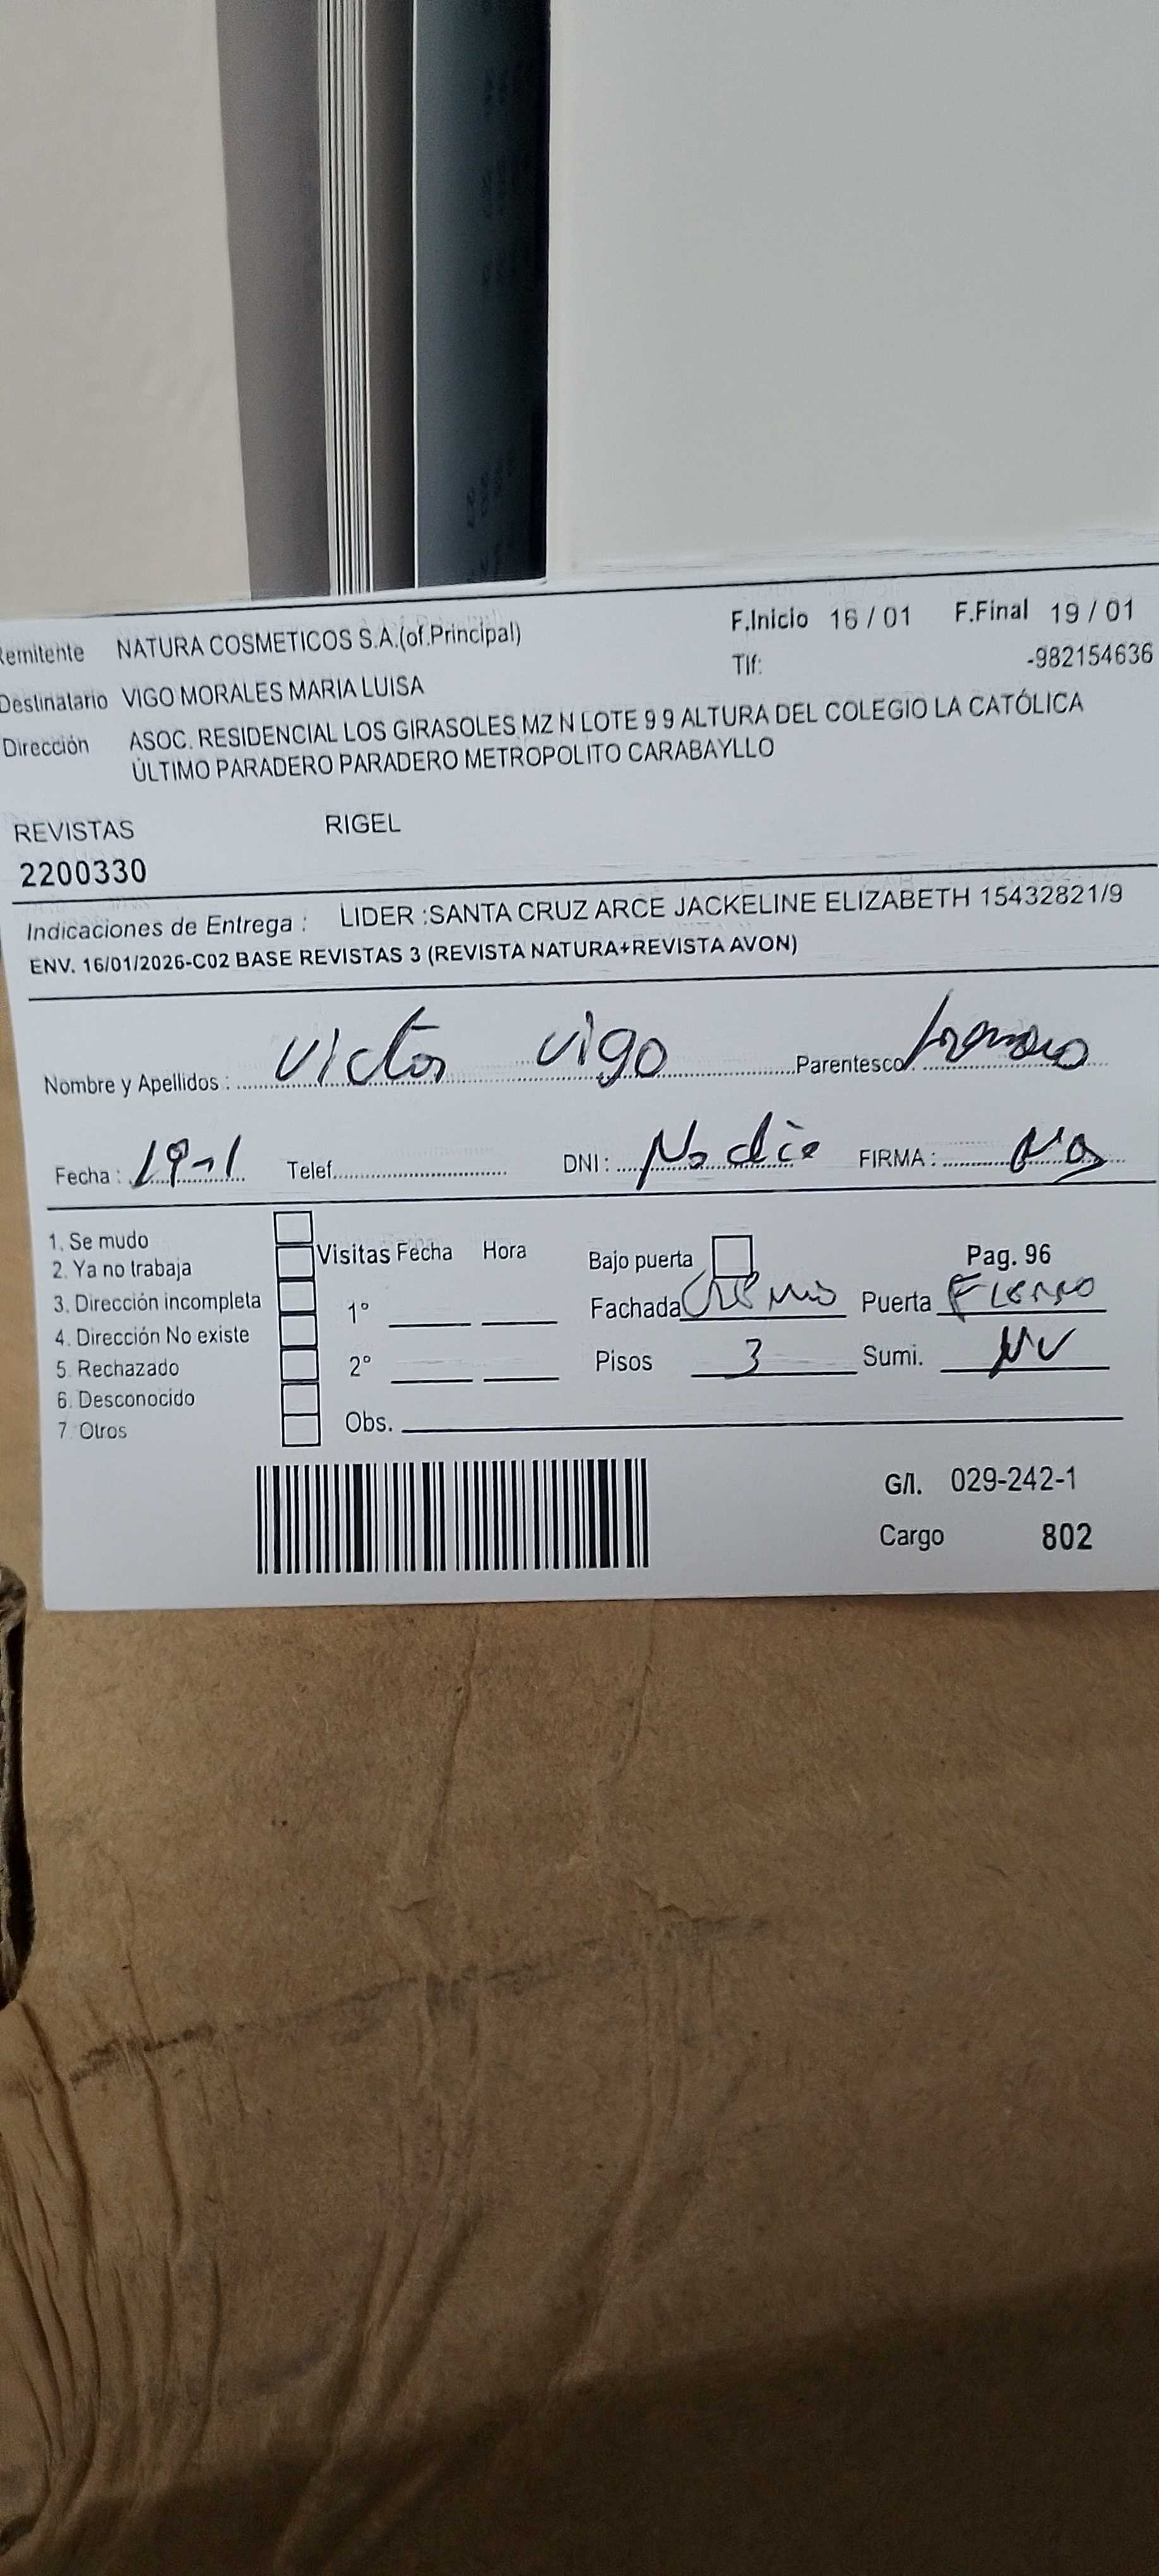 Remitente NATURA COSMETICOS S.A.(of.Principal) F.Inicio 16 / 01 F.Final 19 / 01
Tlf: -982154636
Destinatario VIGO MORALES MARIA LUISA
Dirección ASOC. RESIDENCIAL LOS GIRASOLES MZ N LOTE 9 9 ALTURA DEL COLEGIO LA CATÓLICA
ÚLTIMO PARADERO PARADERO METROPOLITO CARABAYLLO
REVISTAS RIGEL
2200330
Indicaciones de Entrega : LIDER :SANTA CRUZ ARCE JACKELINE ELIZABETH 15432821/9
ENV. 16/01/2026-C02 BASE REVISTAS 3 (REVISTA NATURA+REVISTA AVON)
Nombre y Apellidos : Victor Vigo Parentesco
Fecha : 19-1 Telef. DNI : No dio FIRMA :
1. Se mudo
2. Ya no trabaja
3. Dirección incompleta
4. Dirección No existe
5. Rechazado
6. Desconocido
7. Otros
Visitas Fecha Hora
1°
2°
Obs.
Bajo puerta Pag. 96
Fachada Puerta
Pisos 3 Sumi. NV
G/l. 029-242-1
Cargo 802